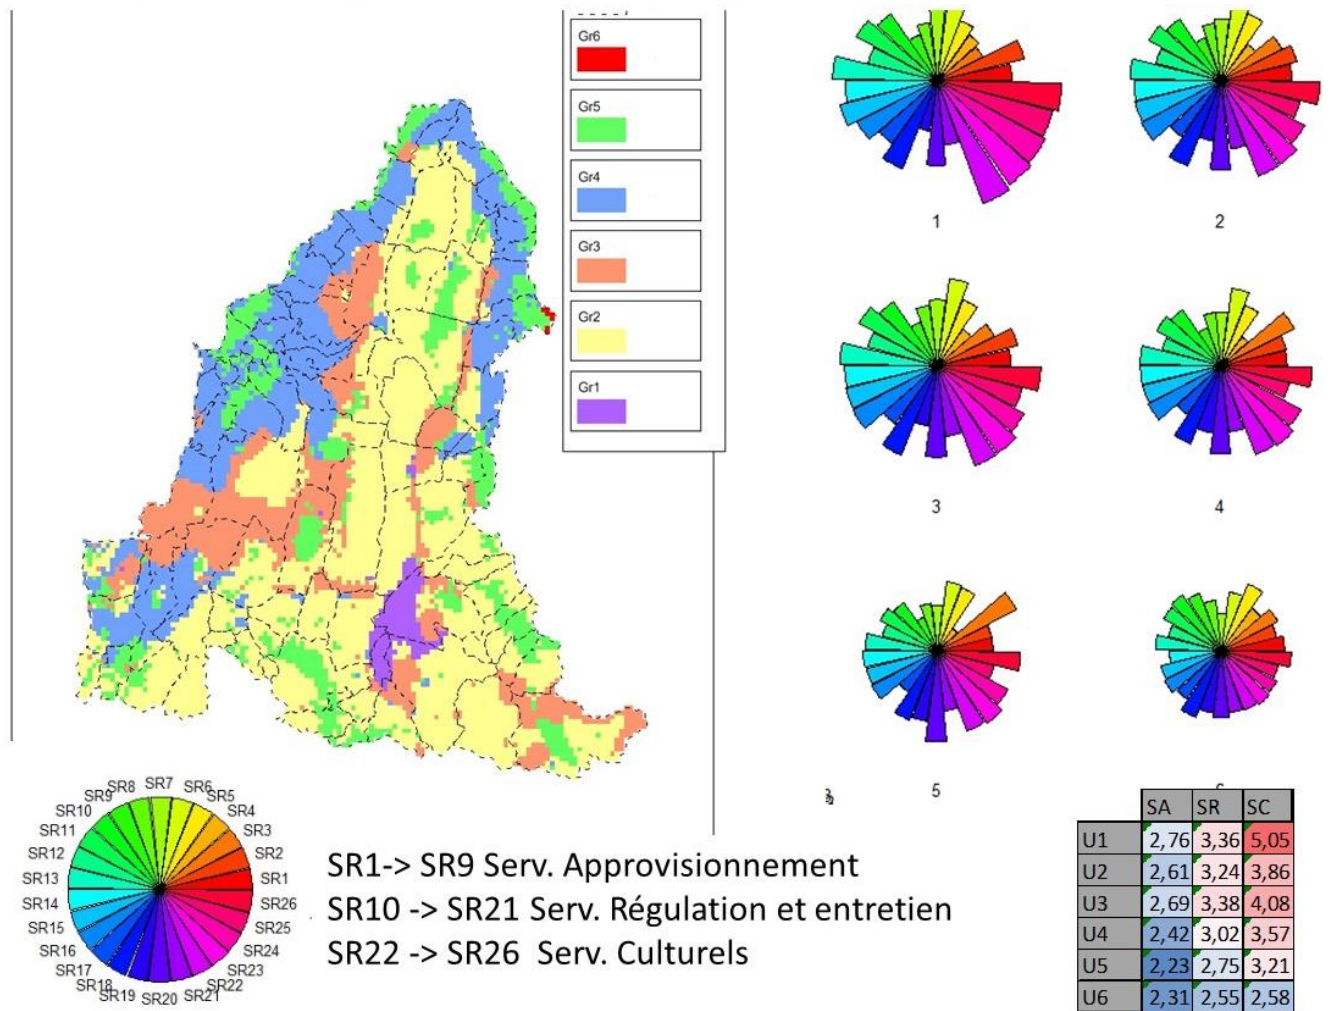 Gr6
Gr5
Gr4
Gr3
Gr2
Gr1
1
2
3
4
5
SR1
SR2
SR3
SR4
SR5
SR6
SR7
SR8
SR9
SR10
SR11
SR12
SR13
SR14
SR15
SR16
SR17
SR18
SR19
SR20
SR21
SR22
SR23
SR24
SR25
SR26
SR1-> SR9 Serv. Approvisionnement
SR10 -> SR21 Serv. Régulation et entretien
SR22 -> SR26 Serv. Culturels
SA SR SC
U1 2,76 3,36 5,05
U2 2,61 3,24 3,86
U3 2,69 3,38 4,08
U4 2,42 3,02 3,57
U5 2,23 2,75 3,21
U6 2,31 2,55 2,58